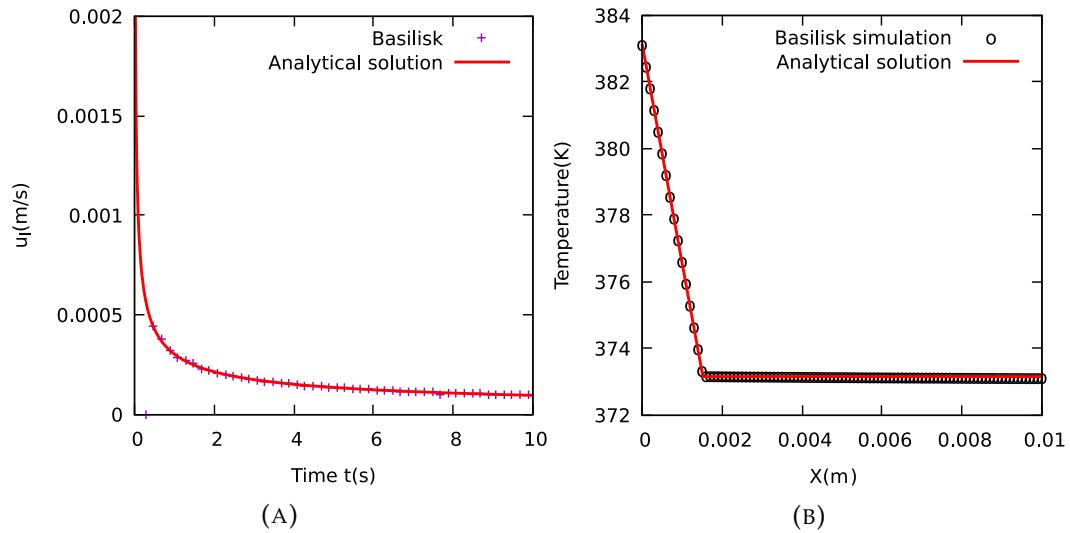 0.002
0.0015
0.001
0.0005
0
u_l(m/s)
Basilisk
Analytical solution
0 2 4 6 8 10
Time t(s)
(A)
384
382
380
378
376
374
372
Temperature(K)
Basilisk simulation
Analytical solution
0 0.002 0.004 0.006 0.008 0.01
X(m)
(B)